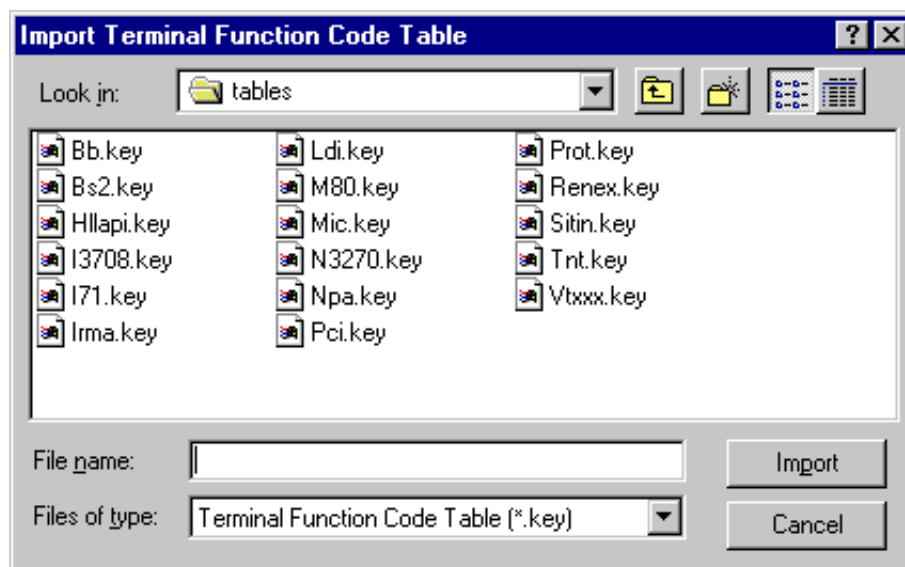 Import Terminal Function Code Table
Look in: tables
Bb.key Ldi.key Prot.key
Bs2.key M80.key Renex.key
Hllapi.key Mic.key Sitin.key
I3708.key N3270.key Tnt.key
I71.key Npa.key Vtxxx.key
Irma.key Pci.key
File name: Import
Files of type: Terminal Function Code Table (*.key) Cancel